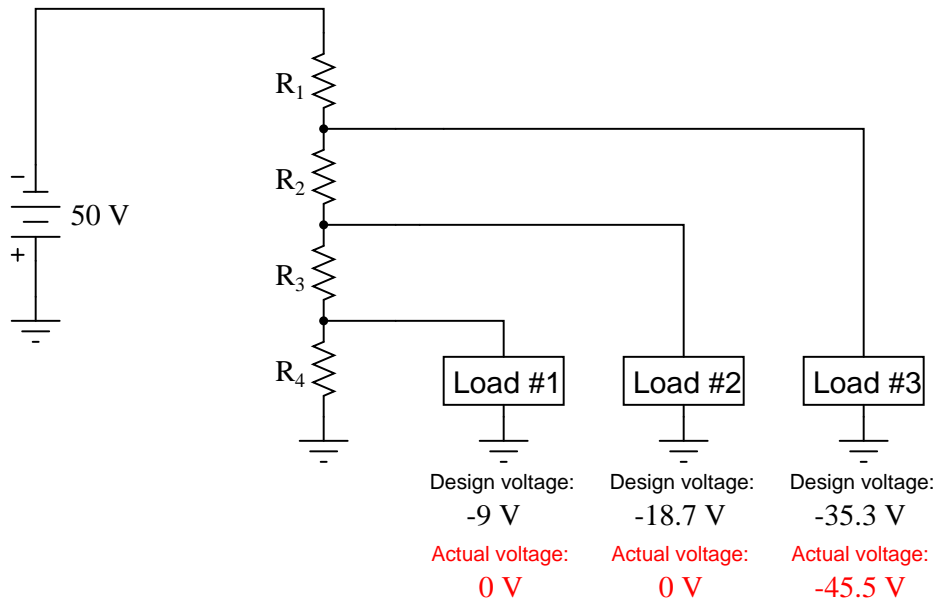 R1
R2
-
50 V
+
R3
R4
Load #1 Load #2 Load #3
Design voltage: Design voltage: Design voltage:
-9 V -18.7 V -35.3 V
Actual voltage: Actual voltage: Actual voltage:
0 V 0 V -45.5 V